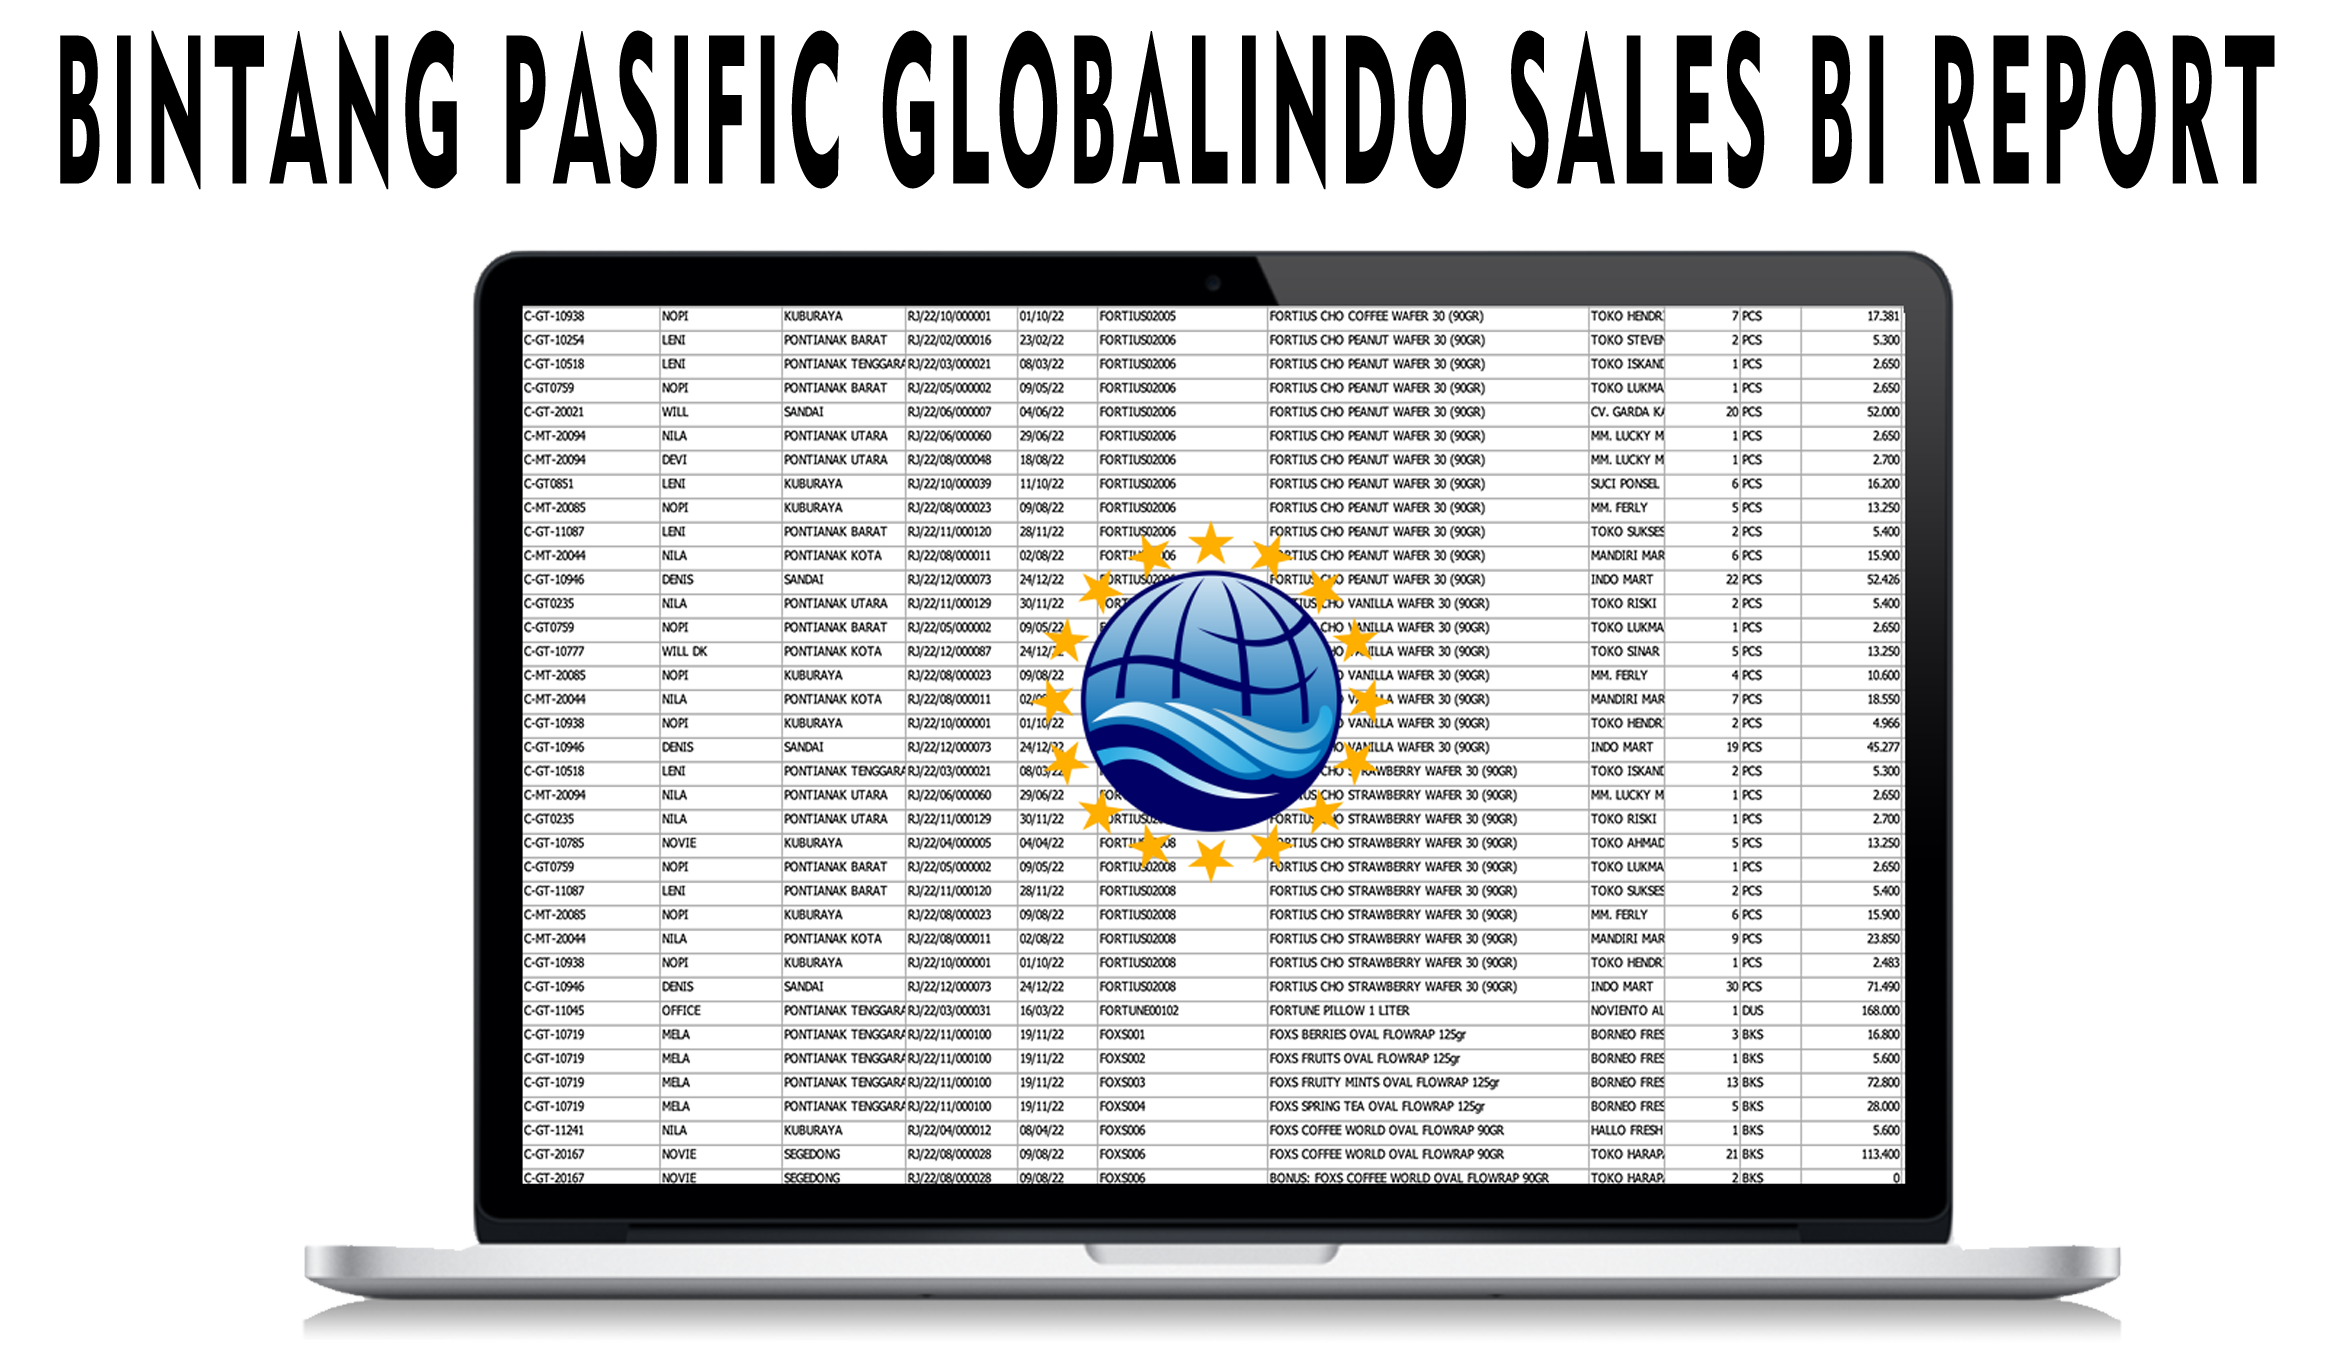 BINTANG PASIFIC GLOBALINDO SALES BI REPORT
C-GT-10938 NOPI KUBURAYA RJ/22/10/000001 01/10/22 FORTIUS02005 FORTIUS CHO COFFEE WAFER 30 (90GR) TOKO HENDR 7 PCS 17.381
C-GT-10254 LENI PONTIANAK BARAT RJ/22/02/000016 23/02/22 FORTIUS02006 FORTIUS CHO PEANUT WAFER 30 (90GR) TOKO STEVEN 2 PCS 5.300
C-GT-10518 LENI PONTIANAK TENGGARA RJ/22/03/000021 08/03/22 FORTIUS02006 FORTIUS CHO PEANUT WAFER 30 (90GR) TOKO ISKAND 1 PCS 2.650
C-GT0759 NOPI PONTIANAK BARAT RJ/22/05/000002 09/05/22 FORTIUS02006 FORTIUS CHO PEANUT WAFER 30 (90GR) TOKO LUKMA 1 PCS 2.650
C-GT-20021 WILL SANDAI RJ/22/06/000007 04/06/22 FORTIUS02006 FORTIUS CHO PEANUT WAFER 30 (90GR) CV. GARDA KA 20 PCS 52.000
C-MT-20094 NILA PONTIANAK UTARA RJ/22/06/000060 29/06/22 FORTIUS02006 FORTIUS CHO PEANUT WAFER 30 (90GR) MM. LUCKY M 1 PCS 2.650
C-MT-20094 DEVI PONTIANAK UTARA RJ/22/08/000048 18/08/22 FORTIUS02006 FORTIUS CHO PEANUT WAFER 30 (90GR) MM. LUCKY M 1 PCS 2.700
C-GT0851 LENI KUBURAYA RJ/22/10/000039 11/10/22 FORTIUS02006 FORTIUS CHO PEANUT WAFER 30 (90GR) SUCI PONSEL 6 PCS 16.200
C-MT-20085 NOPI KUBURAYA RJ/22/08/000023 09/08/22 FORTIUS02006 FORTIUS CHO PEANUT WAFER 30 (90GR) MM. FERLY 5 PCS 13.250
C-GT-11087 LENI PONTIANAK BARAT RJ/22/11/000120 28/11/22 FORTIUS02006 FORTIUS CHO PEANUT WAFER 30 (90GR) TOKO SUKSES 2 PCS 5.400
C-MT-20044 NILA PONTIANAK KOTA RJ/22/08/000011 02/08/22 CHO PEANUT WAFER 30 (90GR) MANDIRI MAR 6 PCS 15.900
C-GT-10946 DENIS SANDAI RJ/22/12/000073 24/12/22 PEANUT WAFER 30 (90GR) INDO MART 22 PCS 52.426
C-GT0235 NILA PONTIANAK UTARA RJ/22/11/000129 30/11/22 CHO VANILLA WAFER 30 (90GR) TOKO RISKI 2 PCS 5.400
C-GT0759 NOPI PONTIANAK BARAT RJ/22/05/000002 09/05/22 CHO VANILLA WAFER 30 (90GR) TOKO LUKMA 1 PCS 2.650
C-GT-10777 WILL DK PONTIANAK KOTA RJ/22/12/000087 VANILLA WAFER 30 (90GR) TOKO SINAR 5 PCS 13.250
C-MT-20085 NOPI KUBURAYA RJ/22/08/000023 09/08/22 VANILLA WAFER 30 (90GR) MM. FERLY 4 PCS 10.600
C-MT-20044 NILA PONTIANAK KOTA RJ/22/08/000011 WAFER 30 (90GR) MANDIRI MAR 7 PCS 18.550
C-GT-10938 NOPI KUBURAYA RJ/22/10/000001 01/10/22 VANILLA WAFER 30 (90GR) TOKO HENDR 2 PCS 4.966
C-GT-10946 DENIS SANDAI RJ/22/12/000073 24/12/22 VANILLA WAFER 30 (90GR) INDO MART 19 PCS 45.277
C-GT-10518 LENI PONTIANAK TENGGARA RJ/22/03/000021 08/03/22 CHO STRAWBERRY WAFER 30 (90GR) TOKO ISKAND 2 PCS 5.300
C-MT-20094 NILA PONTIANAK UTARA RJ/22/06/000060 29/06/22 CHO STRAWBERRY WAFER 30 (90GR) MM. LUCKY M 1 PCS 2.650
C-GT0235 NILA PONTIANAK UTARA RJ/22/11/000129 30/11/22 CHO STRAWBERRY WAFER 30 (90GR) TOKO RISKI 1 PCS 2.700
C-GT-10785 NOVIE KUBURAYA RJ/22/04/000005 04/04/22 CHO STRAWBERRY WAFER 30 (90GR) TOKO AHMAD 5 PCS 13.250
C-GT0759 NOPI PONTIANAK BARAT RJ/22/05/000002 09/05/22 FORTIUS02008 FORTIUS CHO STRAWBERRY WAFER 30 (90GR) TOKO LUKMA 1 PCS 2.650
C-GT-11087 LENI PONTIANAK BARAT RJ/22/11/000120 28/11/22 FORTIUS02008 FORTIUS CHO STRAWBERRY WAFER 30 (90GR) TOKO SUKSES 2 PCS 5.400
C-MT-20085 NOPI KUBURAYA RJ/22/08/000023 09/08/22 FORTIUS02008 FORTIUS CHO STRAWBERRY WAFER 30 (90GR) MM. FERLY 6 PCS 15.900
C-MT-20044 NILA PONTIANAK KOTA RJ/22/08/000011 02/08/22 FORTIUS02008 FORTIUS CHO STRAWBERRY WAFER 30 (90GR) MANDIRI MAR 9 PCS 23.850
C-GT-10938 NOPI KUBURAYA RJ/22/10/000001 01/10/22 FORTIUS02008 FORTIUS CHO STRAWBERRY WAFER 30 (90GR) TOKO HENDR 1 PCS 2.483
C-GT-10946 DENIS SANDAI RJ/22/12/000073 24/12/22 FORTIUS02008 FORTIUS CHO STRAWBERRY WAFER 30 (90GR) INDO MART 30 PCS 71.490
C-GT-11045 OFFICE PONTIANAK TENGGARA RJ/22/03/000031 16/03/22 FORTUNE00102 FORTUNE PILLOW 1 LITER NOVIENTO AL 1 DUS 168.000
C-GT-10719 MELA PONTIANAK TENGGARA RJ/22/11/000100 19/11/22 FOXS001 FOXS BERRIES OVAL FLOWRAP 125gr BORNEO FRES 3 BKS 16.800
C-GT-10719 MELA PONTIANAK TENGGARA RJ/22/11/000100 19/11/22 FOXS002 FOXS FRUITS OVAL FLOWRAP 125gr BORNEO FRES 1 BKS 5.600
C-GT-10719 MELA PONTIANAK TENGGARA RJ/22/11/000100 19/11/22 FOXS003 FOXS FRUITY MINTS OVAL FLOWRAP 125gr BORNEO FRES 13 BKS 72.800
C-GT-10719 MELA PONTIANAK TENGGARA RJ/22/11/000100 19/11/22 FOXS004 FOXS SPRING TEA OVAL FLOWRAP 125gr BORNEO FRES 5 BKS 28.000
C-GT-11241 NILA KUBURAYA RJ/22/04/000012 08/04/22 FOXS006 FOXS COFFEE WORLD OVAL FLOWRAP 90GR HALLO FRESH 1 BKS 5.600
C-GT-20167 NOVIE SEGEDONG RJ/22/08/000028 09/08/22 FOXS006 FOXS COFFEE WORLD OVAL FLOWRAP 90GR TOKO HARAPA 21 BKS 113.400
C-GT-20167 NOVIE SEGEDONG RJ/22/08/000028 09/08/22 FOXS006 BONUS: FOXS COFFEE WORLD OVAL FLOWRAP 90GR TOKO HARAPA 2 BKS 0